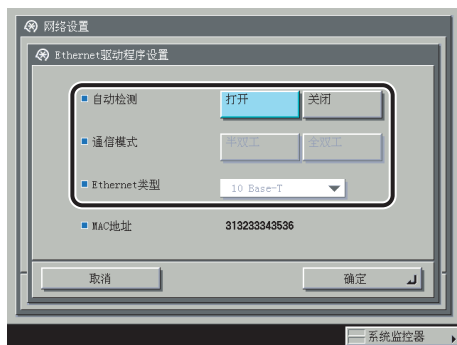 网络设置
Ethernet驱动程序设置
自动检测 打开 关闭
通信模式 半双工 全双工
Ethernet类型 10 Base-T
MAC地址 313233343536
取消 确定
系统监控器